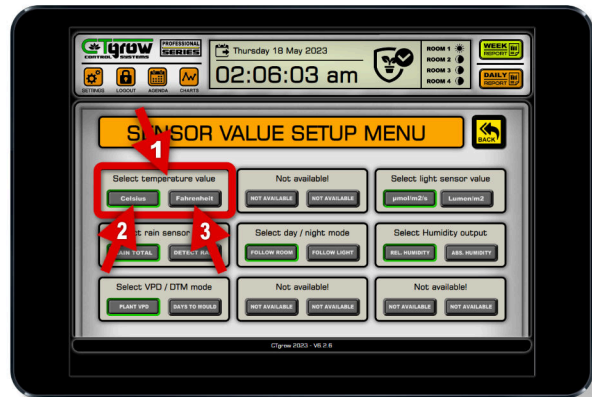 CTgrow
CONTROL SYSTEMS
PROFESSIONAL
SERIES
SETTINGS LOGOUT AGENDA CHARTS
Thursday 18 May 2023
02:06:03 am
ROOM 1
ROOM 2
ROOM 3
ROOM 4
WEEK
REPORT
DAILY
REPORT
SENSOR VALUE SETUP MENU
BACK
1
Select temperature value
Celsius Fahrenheit
Not available!
NOT AVAILABLE NOT AVAILABLE
Select light sensor value
µmol/m2/s Lumen/m2
2 3
rain sensor
RAIN TOTAL DETECT
Select day / night mode
FOLLOW ROOM FOLLOW LIGHT
Select Humidity output
REL. HUMIDITY ABS. HUMIDITY
Select VPD / DTM mode
PLANT VPD DAYS TO MOULD
Not available!
NOT AVAILABLE NOT AVAILABLE
Not available!
NOT AVAILABLE NOT AVAILABLE
CTgrow 2023 - V6 2.6